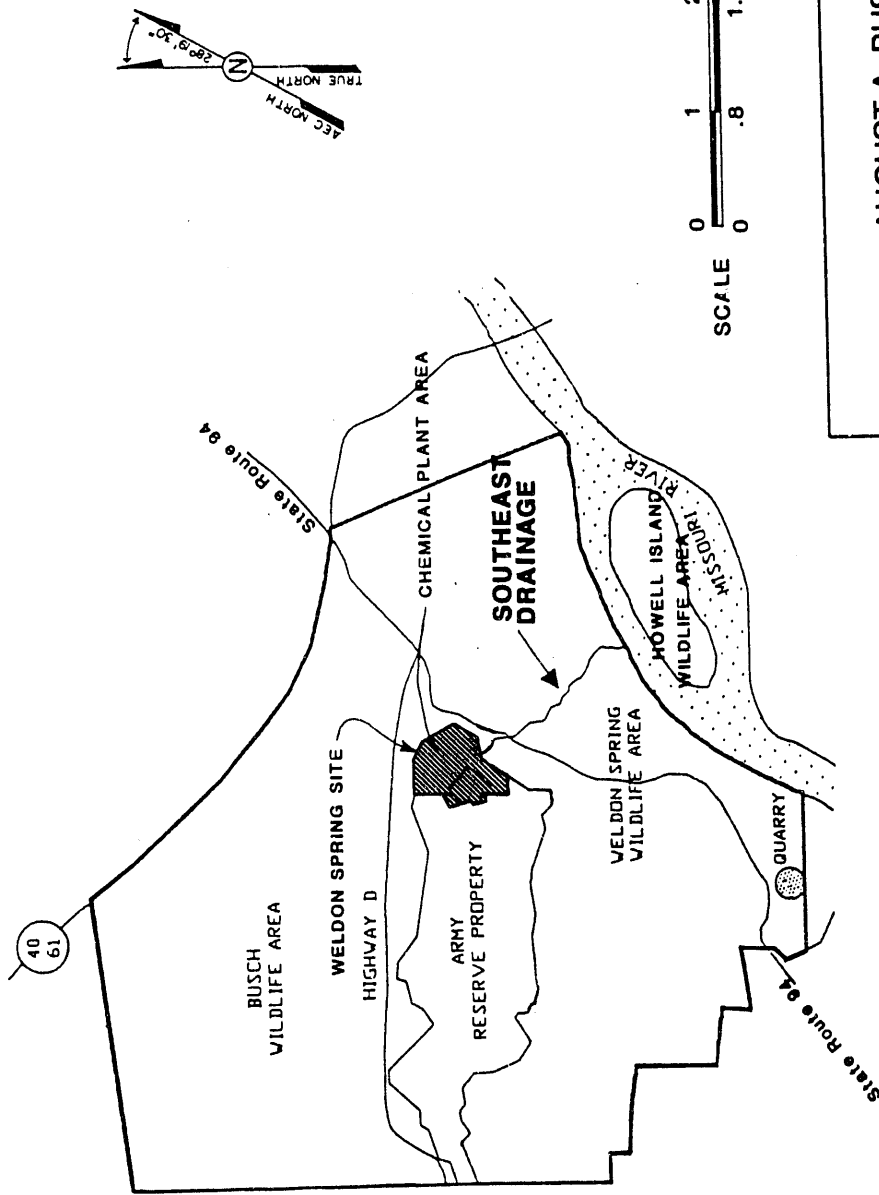 28°19'30"
N
TRUE NORTH
AEC NORTH
40
61
State Route 94
BUSCH
WILDLIFE AREA
WELDON SPRING SITE
HIGHWAY D
CHEMICAL PLANT AREA
ARMY
RESERVE PROPERTY
SOUTHEAST
DRAINAGE
WELDON SPRING
WILDLIFE AREA
HOWELL ISLAND
WILDLIFE AREA
MISSOURI RIVER
QUARRY
State Route 94
SCALE
0 1 2
0 .8 1.